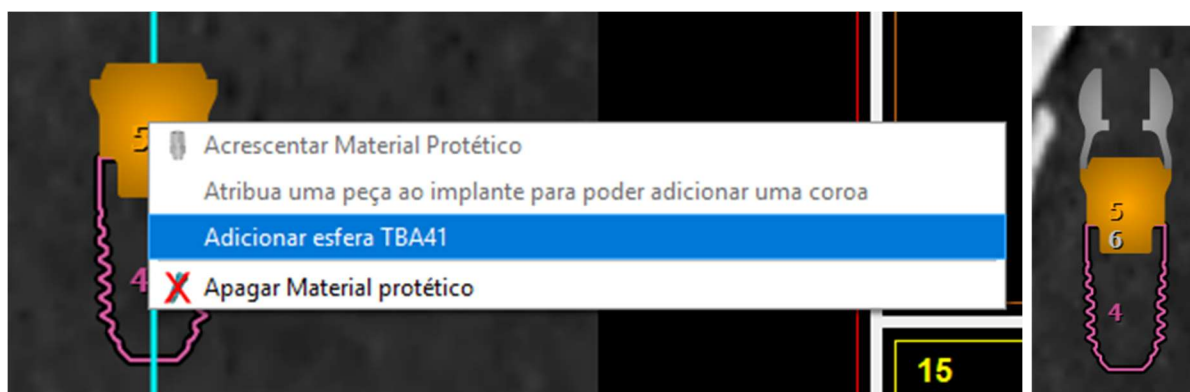 5
Acrescentar Material Protético
Atribua uma peça ao implante para poder adicionar uma coroa
Adicionar esfera TBA41
4
Apagar Material protético
15
5
6
4